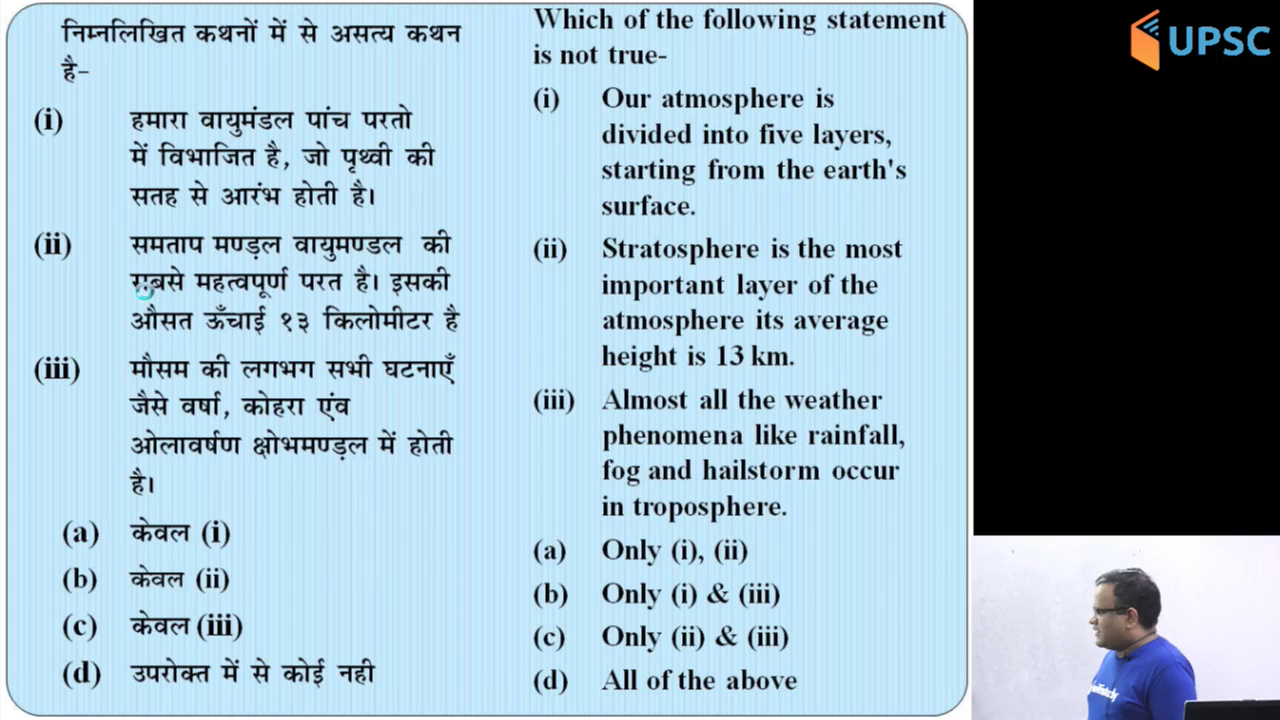 निम्नलिखित कथनों में से असत्य कथन
है-
(i) हमारा वायुमंडल पांच परतो
में विभाजित है, जो पृथ्वी की
सतह से आरंभ होती है।
(ii) समताप मण्ड़ल वायुमण्डल की
सबसे महत्वपूर्ण परत है। इसकी
औसत ऊँचाई १३ किलोमीटर है
(iii) मौसम की लगभग सभी घटनाएँ
जैसे वर्षा, कोहरा एंव
ओलावर्षण क्षोभमण्ड़ल में होती
है।
(a) केवल (i)
(b) केवल (ii)
(c) केवल (iii)
(d) उपरोक्त में से कोई नही
Which of the following statement
is not true-
(i) Our atmosphere is
divided into five layers,
starting from the earth's
surface.
(ii) Stratosphere is the most
important layer of the
atmosphere its average
height is 13 km.
(iii) Almost all the weather
phenomena like rainfall,
fog and hailstorm occur
in troposphere.
(a) Only (i), (ii)
(b) Only (i) & (iii)
(c) Only (ii) & (iii)
(d) All of the above
UPSC